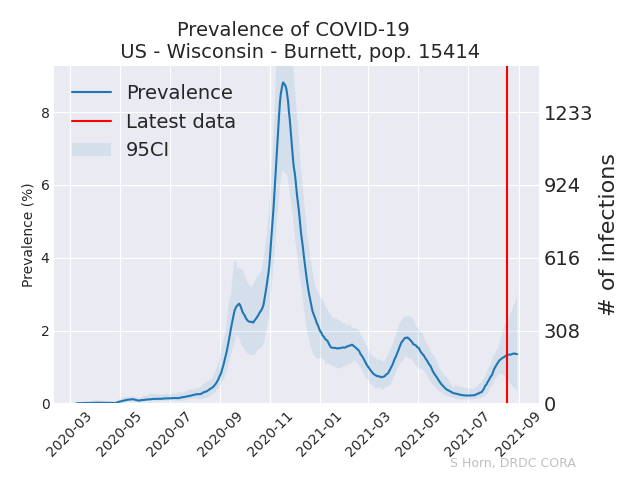 Prevalence of COVID-19
US - Wisconsin - Burnett, pop. 15414
Prevalence
Latest data
95CI
Prevalence (%)
8
6
4
2
0
1233
924
616
308
0
# of infections
2020-03
2020-05
2020-07
2020-09
2020-11
2021-01
2021-03
2021-05
2021-07
2021-09
S Horn, DRDC CORA